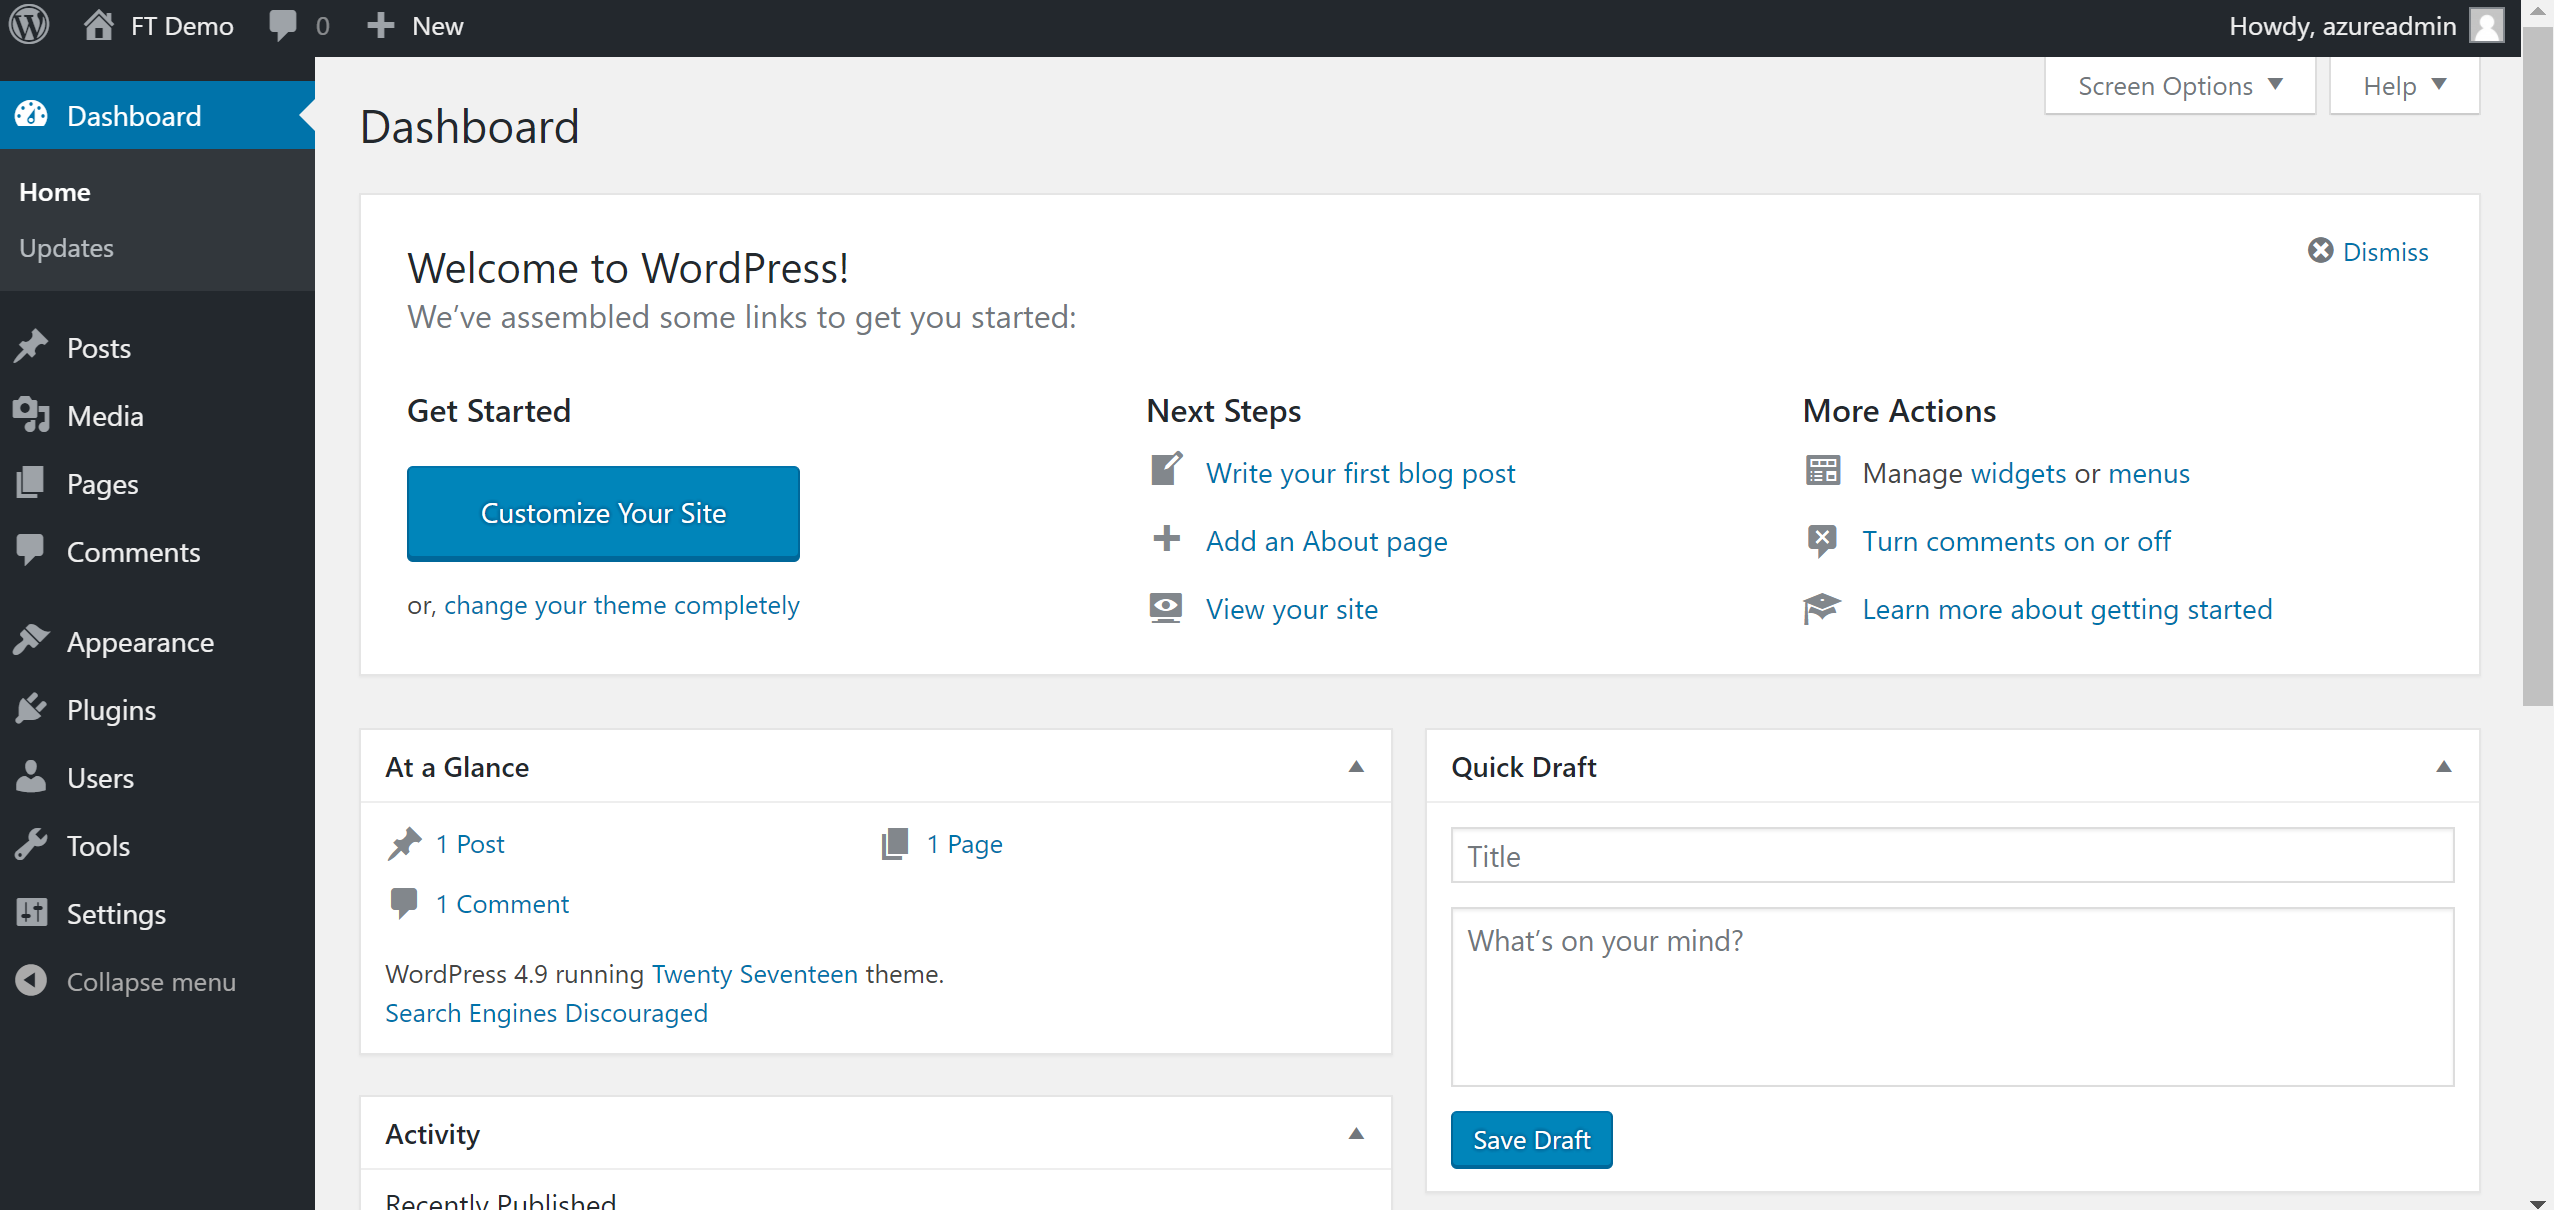 FT Demo 0 New Howdy, azureadmin
Screen Options Help
Dashboard
Home
Updates
Posts
Media
Pages
Comments
Appearance
Plugins
Users
Tools
Settings
Collapse menu
Dashboard
Welcome to WordPress!
Dismiss
We’ve assembled some links to get you started:
Get Started
Customize Your Site
or, change your theme completely
Next Steps
Write your first blog post
Add an About page
View your site
More Actions
Manage widgets or menus
Turn comments on or off
Learn more about getting started
At a Glance
1 Post 1 Page
1 Comment
WordPress 4.9 running Twenty Seventeen theme.
Search Engines Discouraged
Activity
Recently Published
Quick Draft
Title
What’s on your mind?
Save Draft